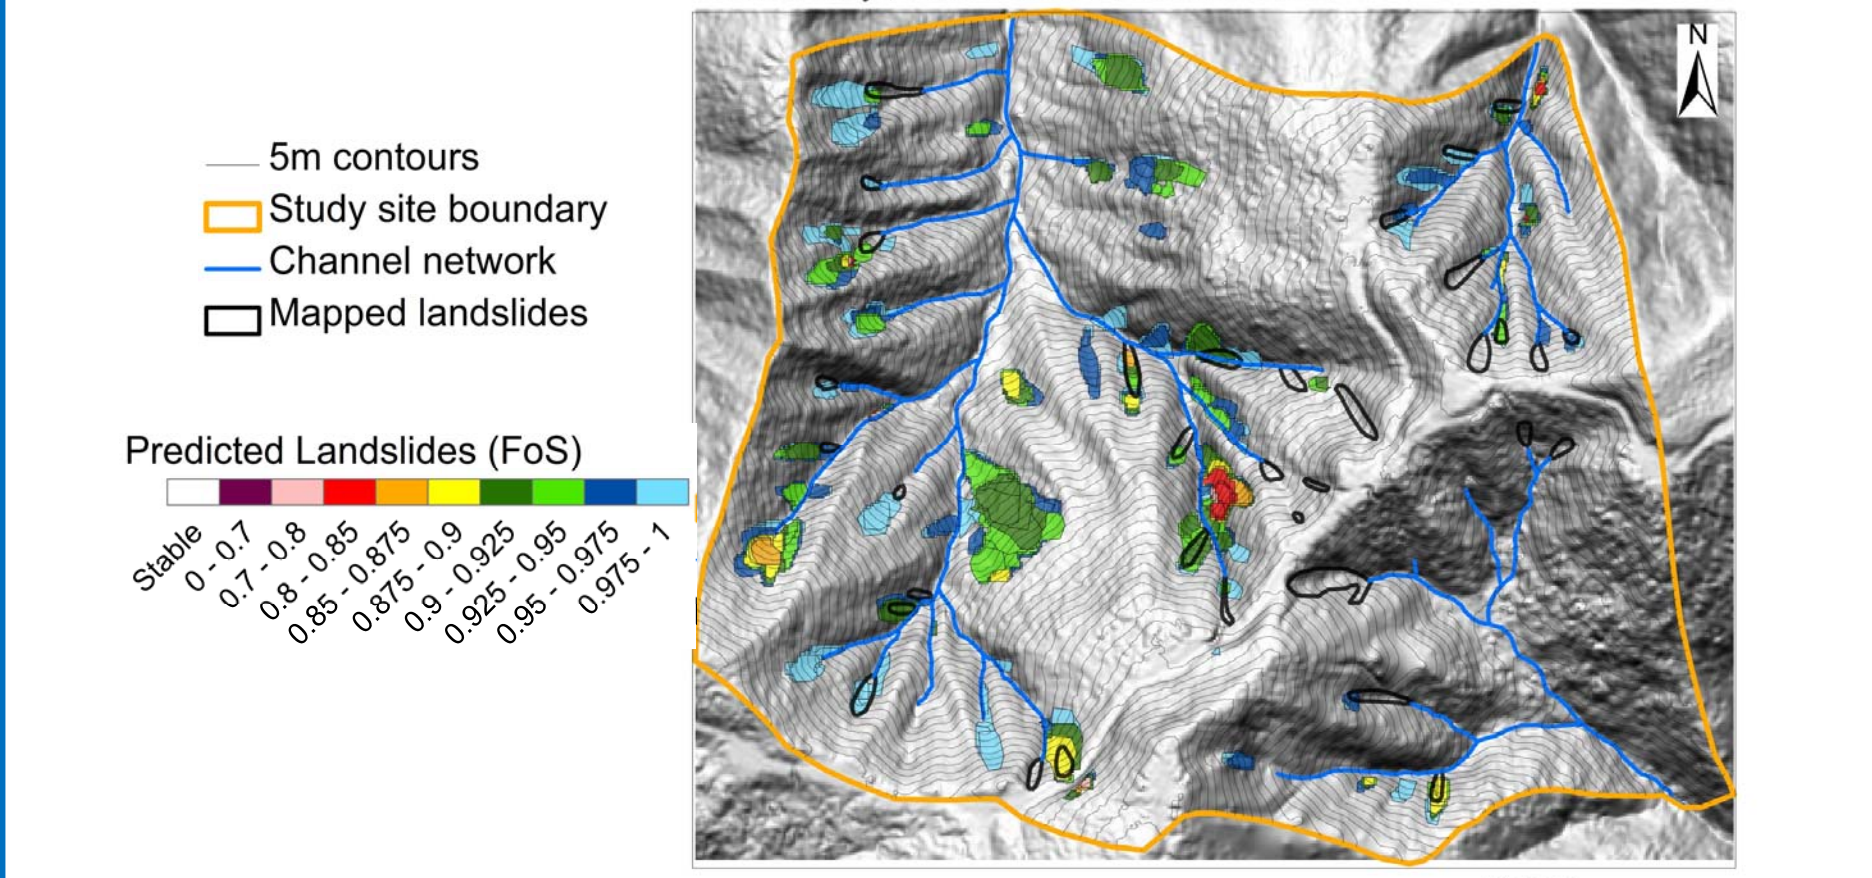 N
5m contours
Study site boundary
Channel network
Mapped landslides
Predicted Landslides (FoS)
Stable
0 - 0.7
0.7 - 0.8
0.8 - 0.85
0.85 - 0.875
0.875 - 0.9
0.9 - 0.925
0.925 - 0.95
0.95 - 0.975
0.975 - 1